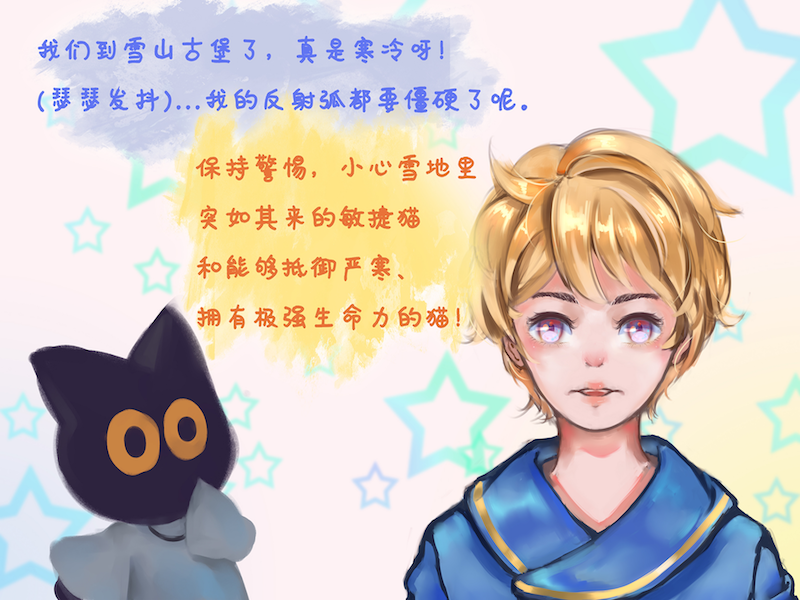 我们到雪山古堡了，真是寒冷呀！
(瑟瑟发抖)...我的反射弧都要僵硬了呢。
保持警惕，小心雪地里
突如其来的敏捷猫
和能够抵御严寒、
拥有极强生命力的猫！